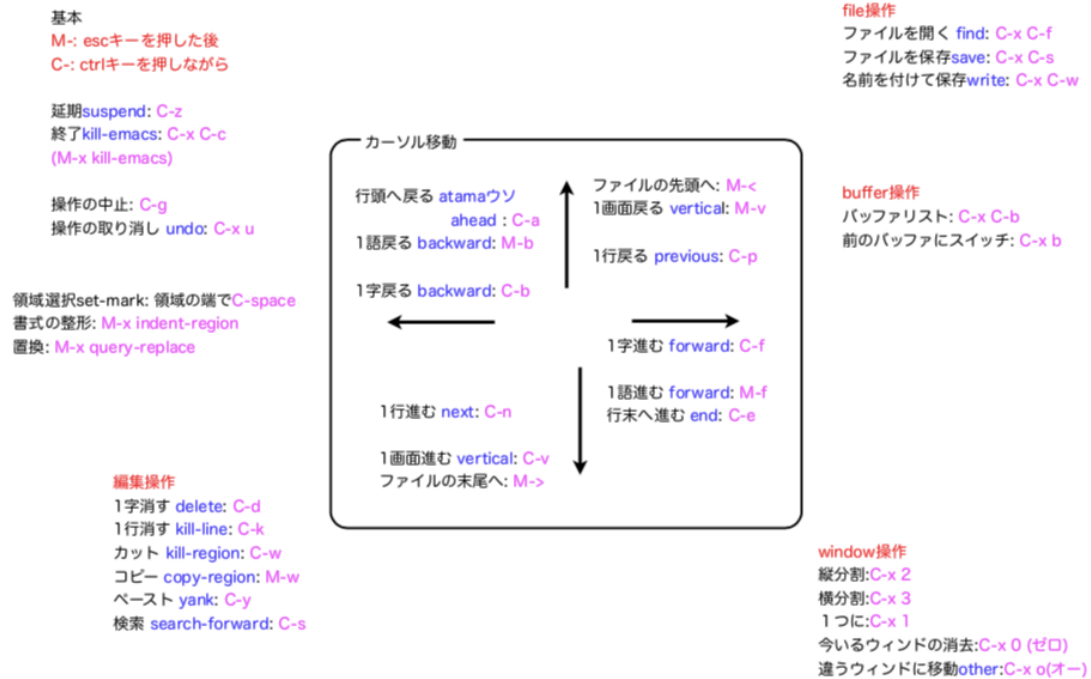 基本
M-: escキーを押した後
C-: ctrlキーを押しながら
延期suspend: C-z
終了kill-emacs: C-x C-c
(M-x kill-emacs)
操作の中止: C-g
操作の取り消し undo: C-x u
領域選択set-mark: 領域の端でC-space
書式の整形: M-x indent-region
置換: M-x query-replace
編集操作
1字消す delete: C-d
1行消す kill-line: C-k
カット kill-region: C-w
コピー copy-region: M-w
ペースト yank: C-y
検索 search-forward: C-s
カーソル移動
行頭へ戻る atamaウソ
ahead : C-a
1語戻る backward: M-b
1字戻る backward: C-b
ファイルの先頭へ: M-<
1画面戻る vertical: M-v
1行戻る previous: C-p
1字進む forward: C-f
1語進む forward: M-f
行末へ進む end: C-e
1行進む next: C-n
1画面進む vertical: C-v
ファイルの末尾へ: M->
file操作
ファイルを開く find: C-x C-f
ファイルを保存save: C-x C-s
名前を付けて保存write: C-x C-w
buffer操作
バッファリスト: C-x C-b
前のバッファにスイッチ: C-x b
window操作
縦分割:C-x 2
横分割:C-x 3
１つに:C-x 1
今いるウィンドの消去:C-x 0 (ゼロ)
違うウィンドに移動other:C-x o(オー)